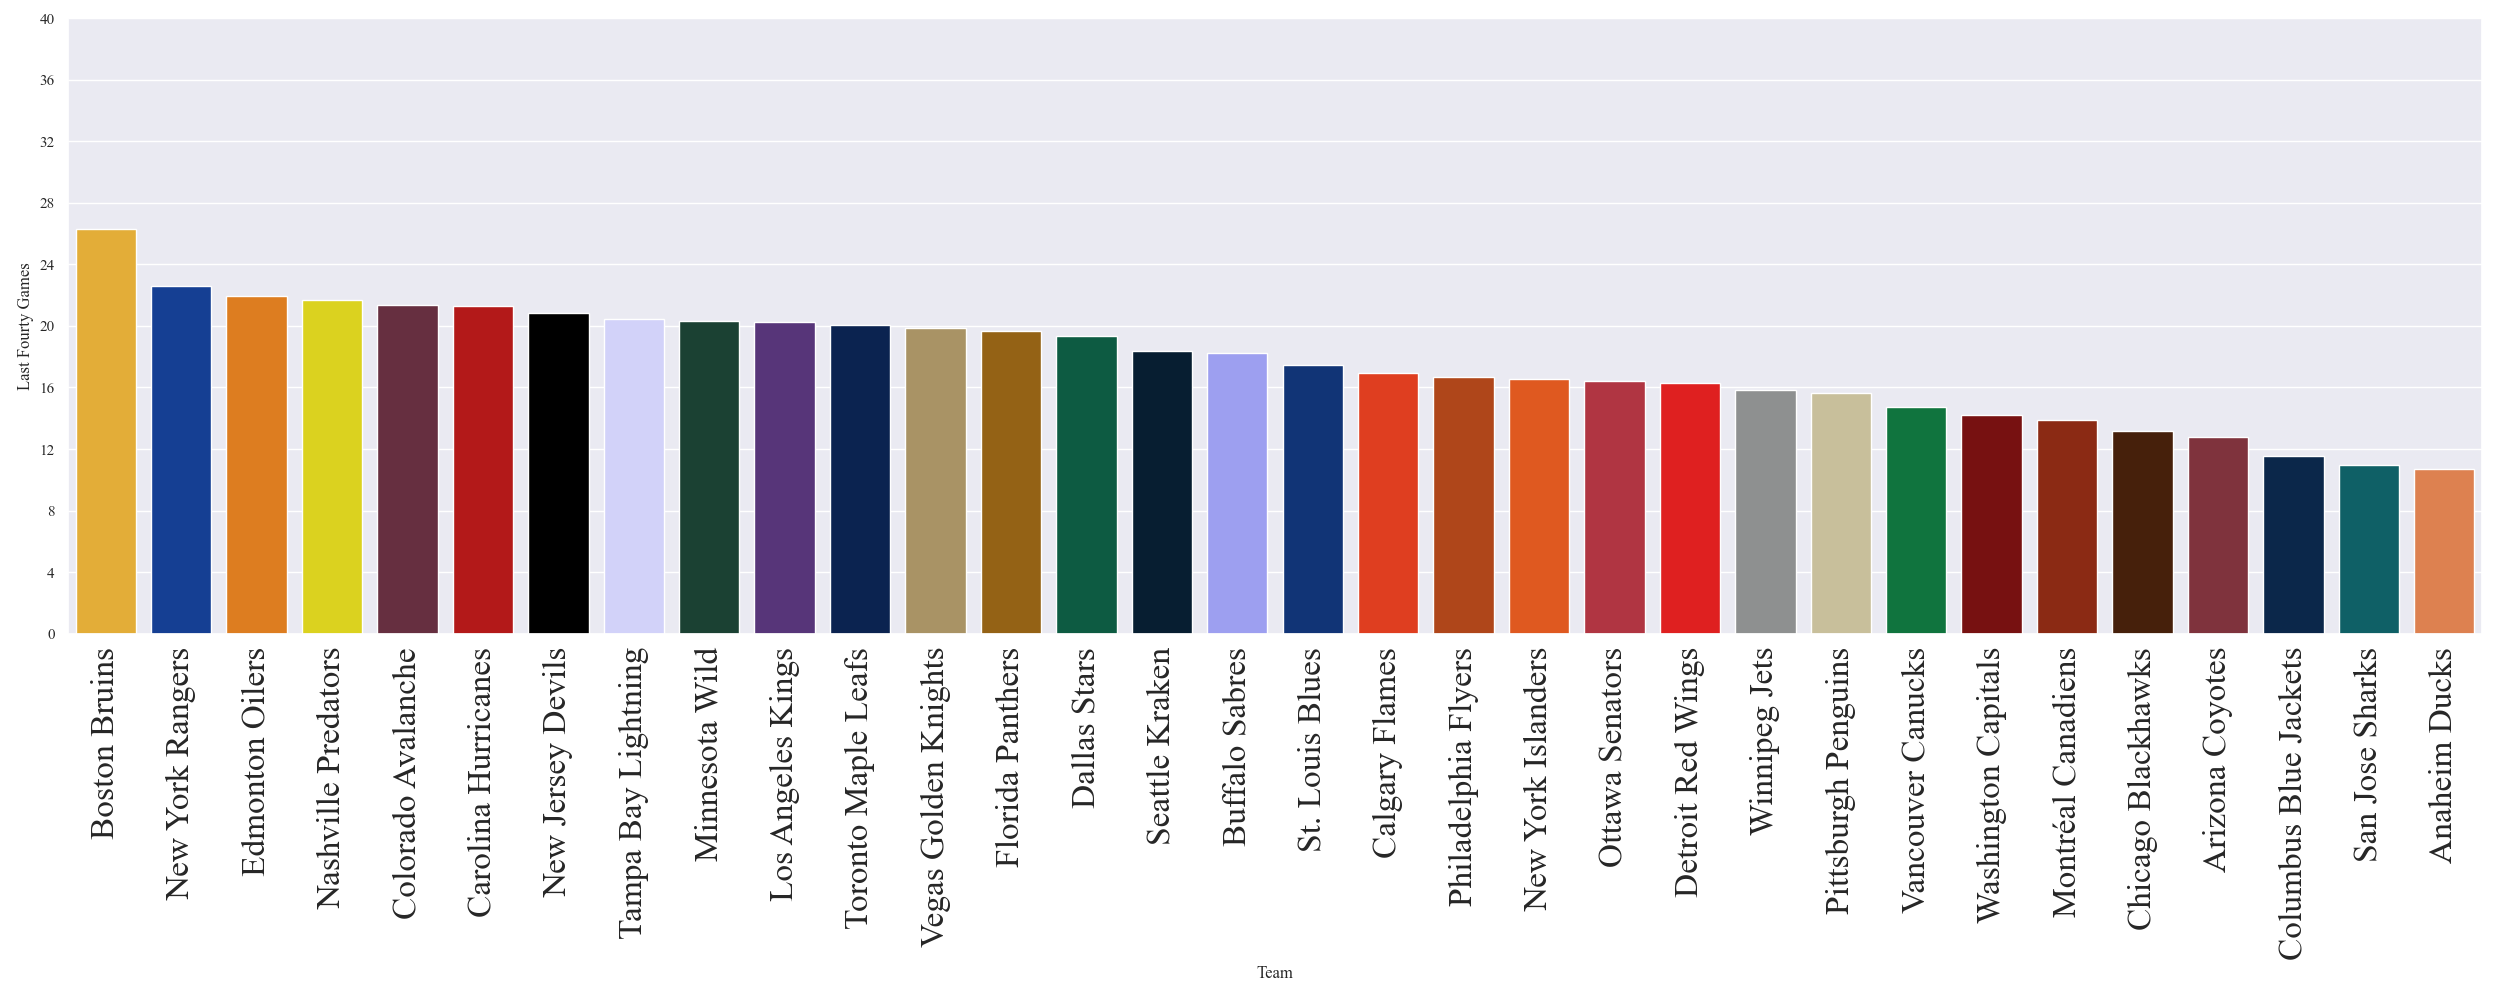 40
36
32
28
24
20
16
12
8
4
0
Last Fourty Games
Boston Bruins
New York Rangers
Edmonton Oilers
Nashville Predators
Colorado Avalanche
Carolina Hurricanes
New Jersey Devils
Tampa Bay Lightning
Minnesota Wild
Los Angeles Kings
Toronto Maple Leafs
Vegas Golden Knights
Florida Panthers
Dallas Stars
Seattle Kraken
Buffalo Sabres
St. Louis Blues
Calgary Flames
Philadelphia Flyers
New York Islanders
Ottawa Senators
Detroit Red Wings
Winnipeg Jets
Pittsburgh Penguins
Vancouver Canucks
Washington Capitals
Montréal Canadiens
Chicago Blackhawks
Arizona Coyotes
Columbus Blue Jackets
San Jose Sharks
Anaheim Ducks
Team